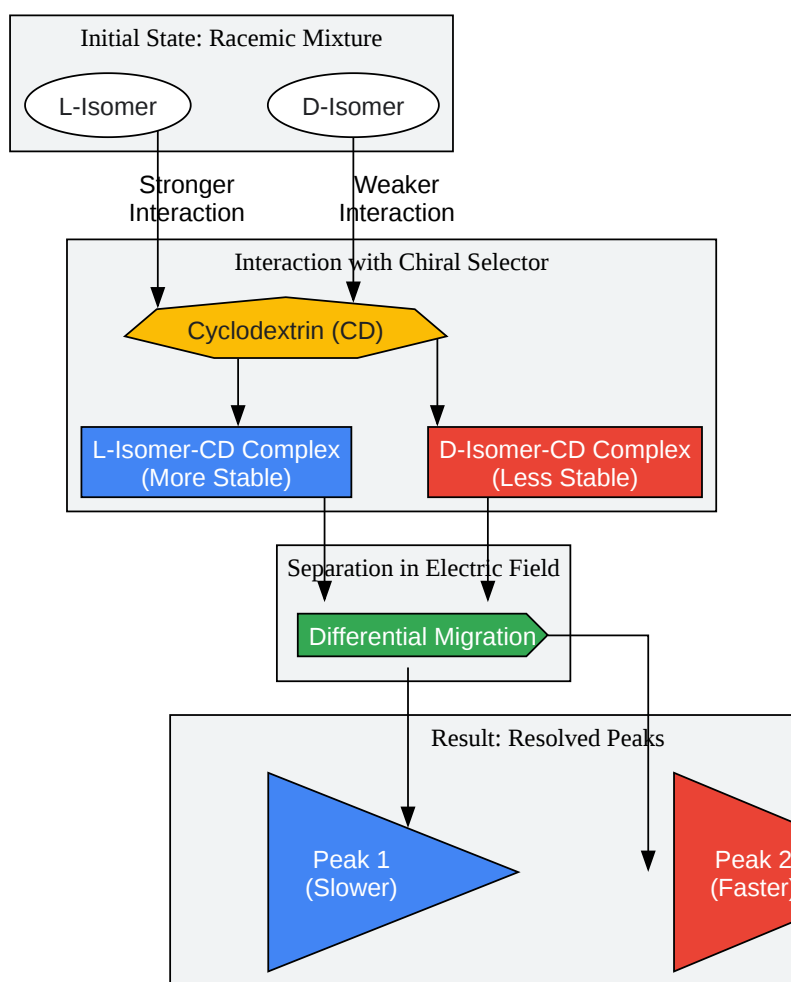 Initial State: Racemic Mixture
L-Isomer
D-Isomer
Stronger
Interaction
Weaker
Interaction
Interaction with Chiral Selector
Cyclodextrin (CD)
L-Isomer-CD Complex
(More Stable)
D-Isomer-CD Complex
(Less Stable)
Separation in Electric Field
Differential Migration
Result: Resolved Peaks
Peak 1
(Slower)
Peak 2
(Faster)